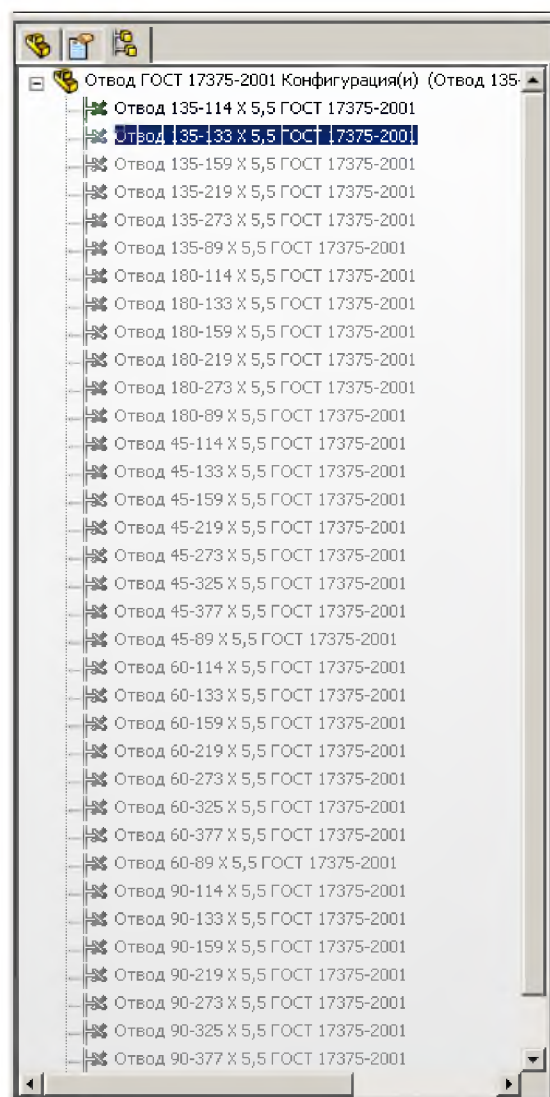 Отвод ГОСТ 17375-2001 Конфигурация(и) (Отвод 135-
Отвод 135-114 X 5,5 ГОСТ 17375-2001
Отвод 135-133 X 5,5 ГОСТ 17375-2001
Отвод 135-159 X 5,5 ГОСТ 17375-2001
Отвод 135-219 X 5,5 ГОСТ 17375-2001
Отвод 135-273 X 5,5 ГОСТ 17375-2001
Отвод 135-89 X 5,5 ГОСТ 17375-2001
Отвод 180-114 X 5,5 ГОСТ 17375-2001
Отвод 180-133 X 5,5 ГОСТ 17375-2001
Отвод 180-159 X 5,5 ГОСТ 17375-2001
Отвод 180-219 X 5,5 ГОСТ 17375-2001
Отвод 180-273 X 5,5 ГОСТ 17375-2001
Отвод 180-89 X 5,5 ГОСТ 17375-2001
Отвод 45-114 X 5,5 ГОСТ 17375-2001
Отвод 45-133 X 5,5 ГОСТ 17375-2001
Отвод 45-159 X 5,5 ГОСТ 17375-2001
Отвод 45-219 X 5,5 ГОСТ 17375-2001
Отвод 45-273 X 5,5 ГОСТ 17375-2001
Отвод 45-325 X 5,5 ГОСТ 17375-2001
Отвод 45-377 X 5,5 ГОСТ 17375-2001
Отвод 45-89 X 5,5 ГОСТ 17375-2001
Отвод 60-114 X 5,5 ГОСТ 17375-2001
Отвод 60-133 X 5,5 ГОСТ 17375-2001
Отвод 60-159 X 5,5 ГОСТ 17375-2001
Отвод 60-219 X 5,5 ГОСТ 17375-2001
Отвод 60-273 X 5,5 ГОСТ 17375-2001
Отвод 60-325 X 5,5 ГОСТ 17375-2001
Отвод 60-377 X 5,5 ГОСТ 17375-2001
Отвод 60-89 X 5,5 ГОСТ 17375-2001
Отвод 90-114 X 5,5 ГОСТ 17375-2001
Отвод 90-133 X 5,5 ГОСТ 17375-2001
Отвод 90-159 X 5,5 ГОСТ 17375-2001
Отвод 90-219 X 5,5 ГОСТ 17375-2001
Отвод 90-273 X 5,5 ГОСТ 17375-2001
Отвод 90-325 X 5,5 ГОСТ 17375-2001
Отвод 90-377 X 5,5 ГОСТ 17375-2001